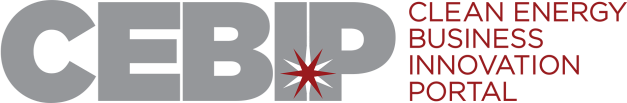 CEBIP
CLEAN ENERGY
BUSINESS
INNOVATION
PORTAL